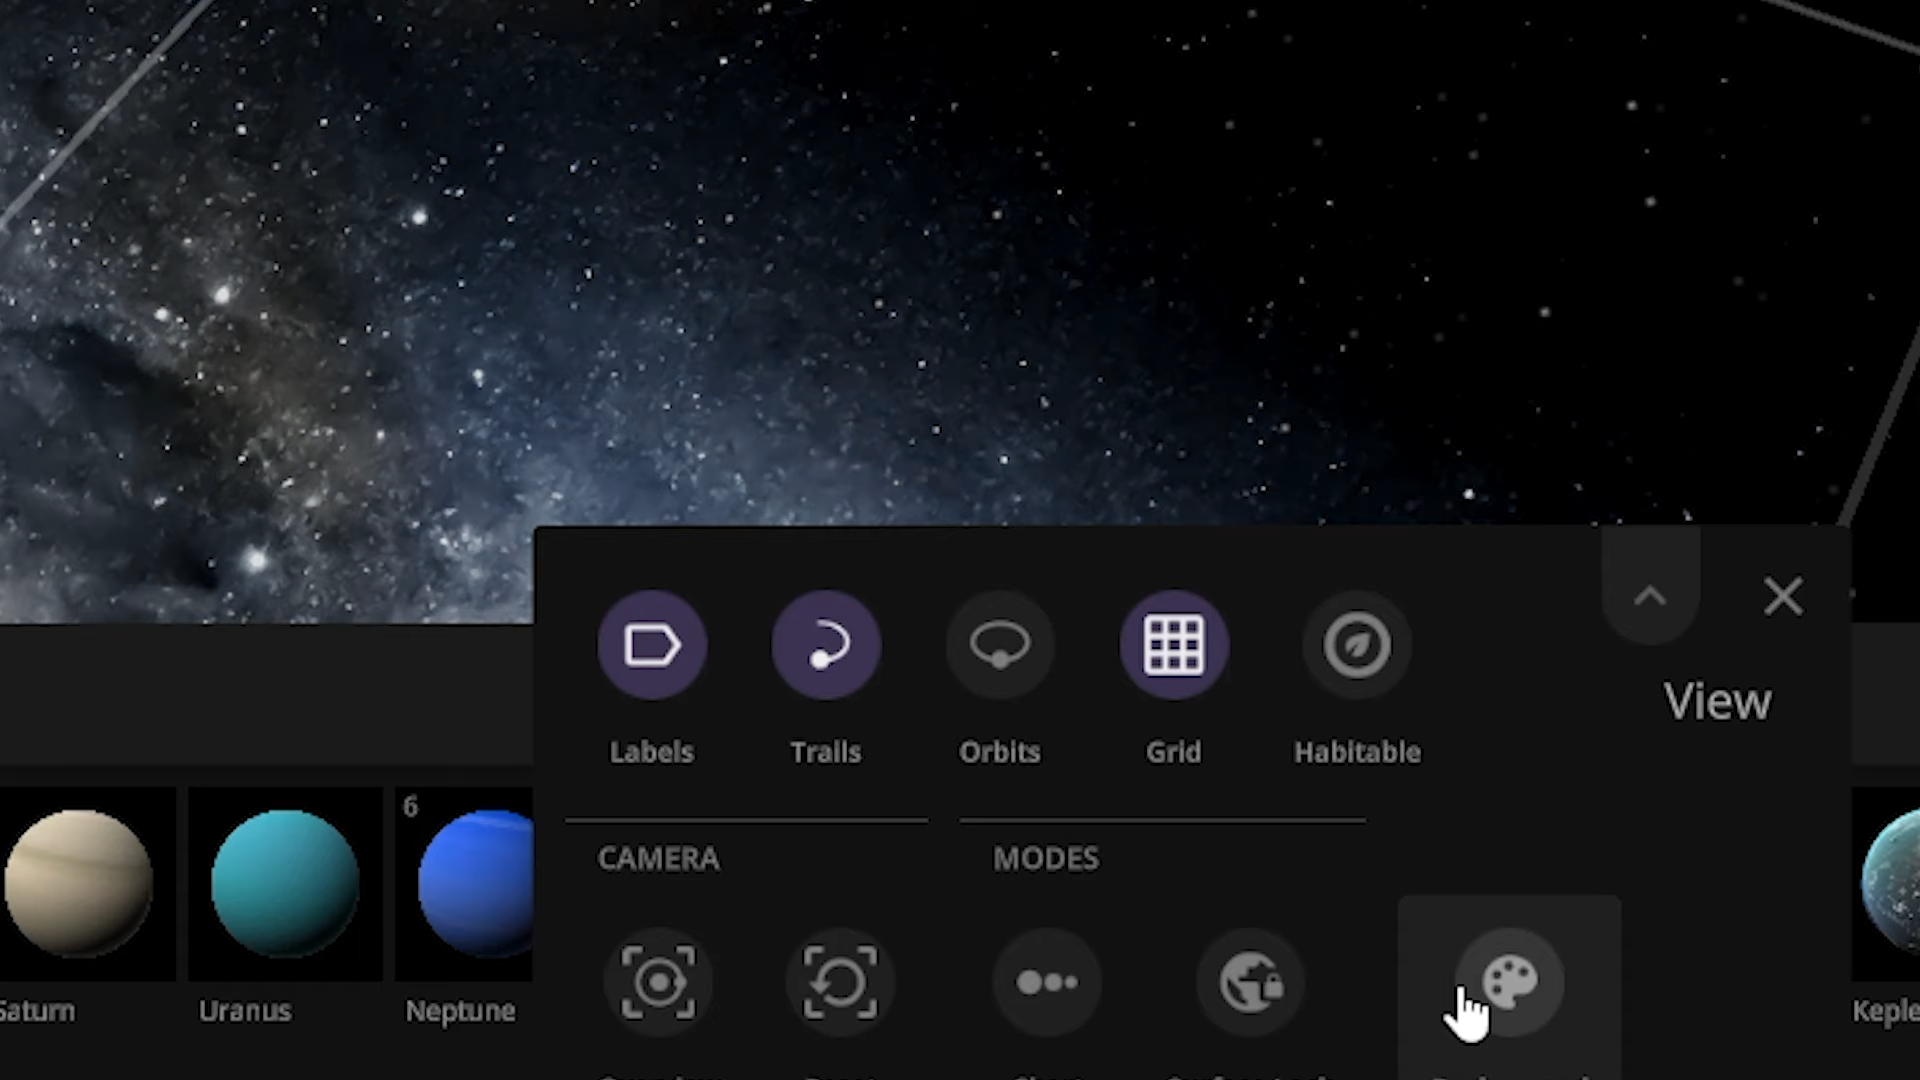 Labels
Trails
Orbits
Grid
Habitable
View
CAMERA
MODES
6
Saturn
Uranus
Neptune